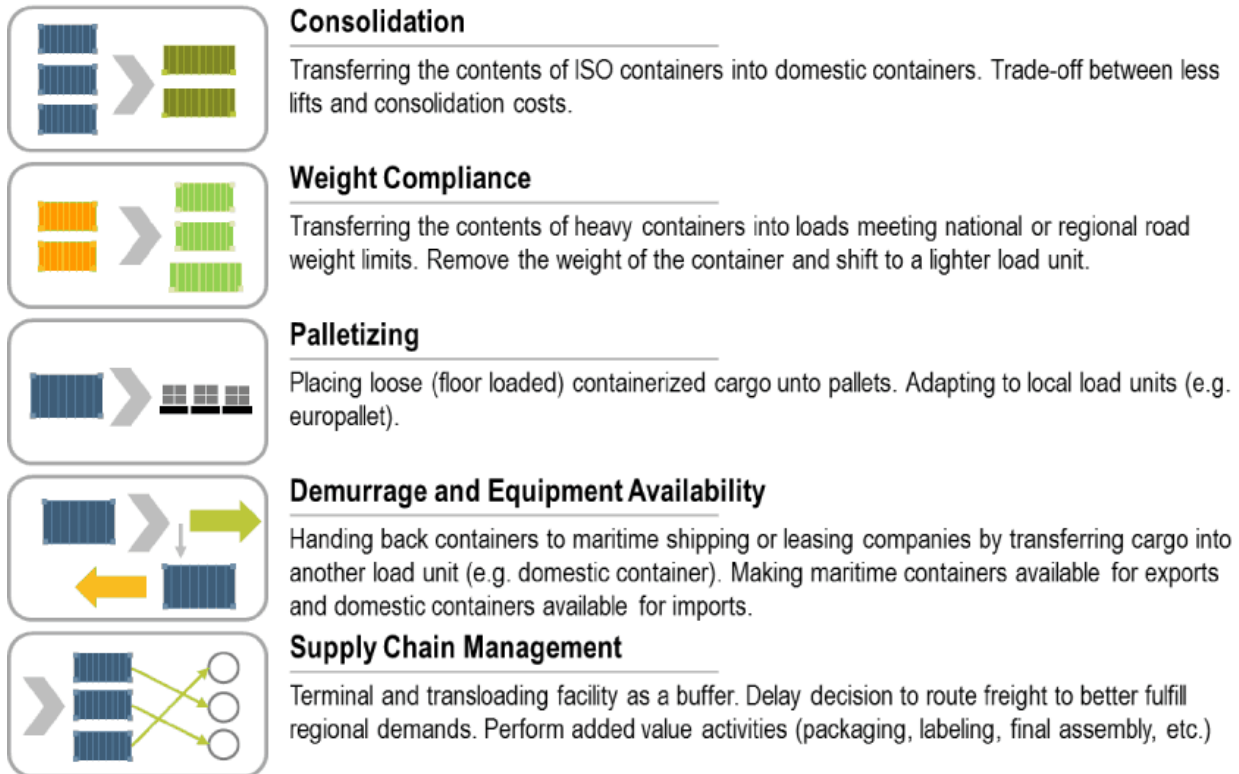 Consolidation
Transferring the contents of ISO containers into domestic containers. Trade-off between less
lifts and consolidation costs.
Weight Compliance
Transferring the contents of heavy containers into loads meeting national or regional road
weight limits. Remove the weight of the container and shift to a lighter load unit.
Palletizing
Placing loose (floor loaded) containerized cargo unto pallets. Adapting to local load units (e.g.
europallet).
Demurrage and Equipment Availability
Handing back containers to maritime shipping or leasing companies by transferring cargo into
another load unit (e.g. domestic container). Making maritime containers available for exports
and domestic containers available for imports.
Supply Chain Management
Terminal and transloading facility as a buffer. Delay decision to route freight to better fulfill
regional demands. Perform added value activities (packaging, labeling, final assembly, etc.)